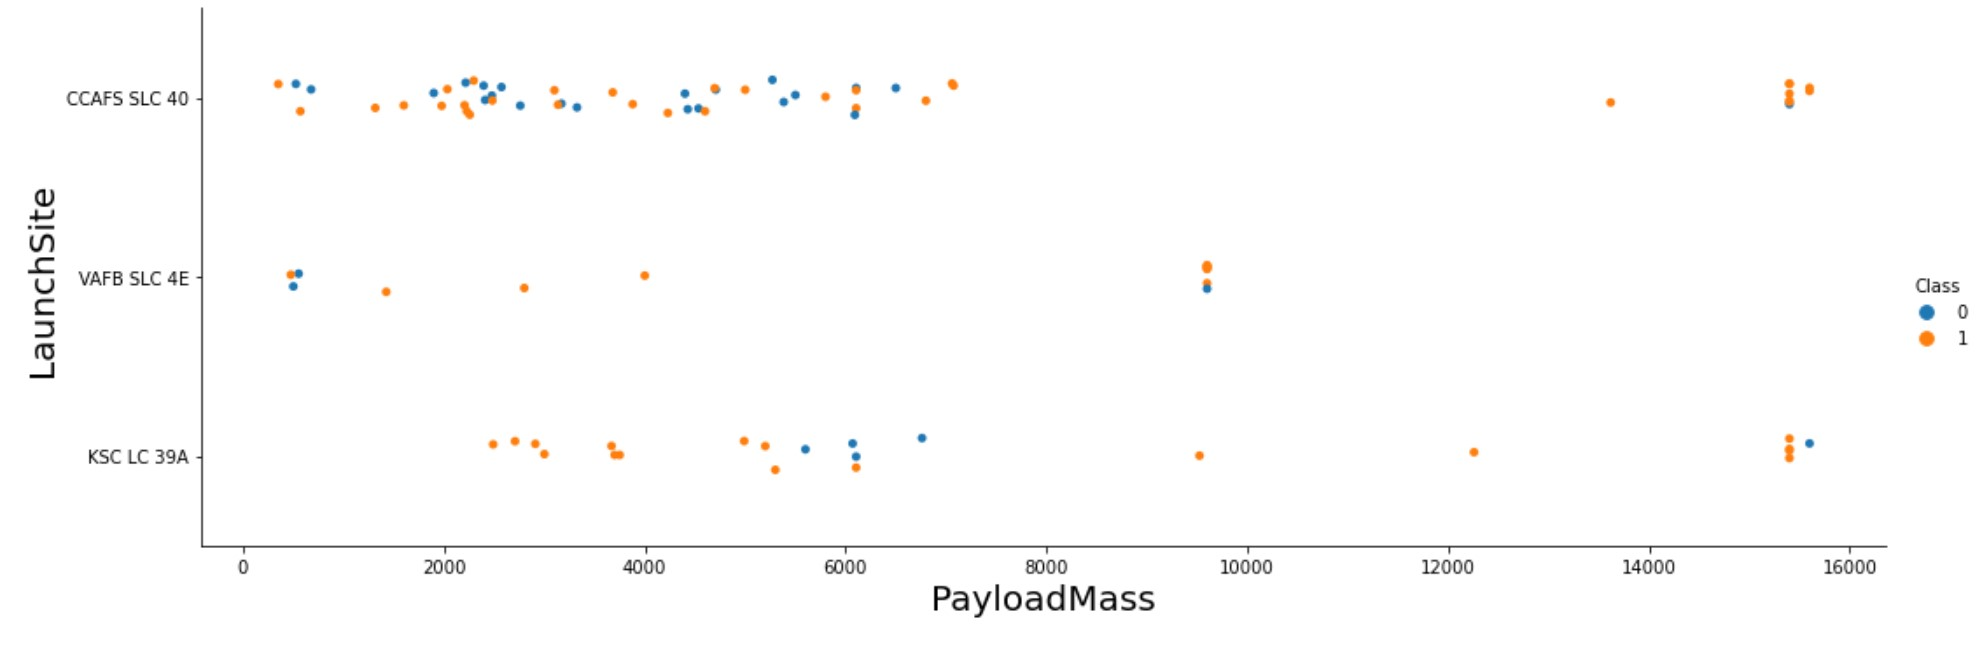 LaunchSite
CCAFS SLC 40
VAFB SLC 4E
KSC LC 39A
0 2000 4000 6000 8000 10000 12000 14000 16000
PayloadMass
Class
0
1